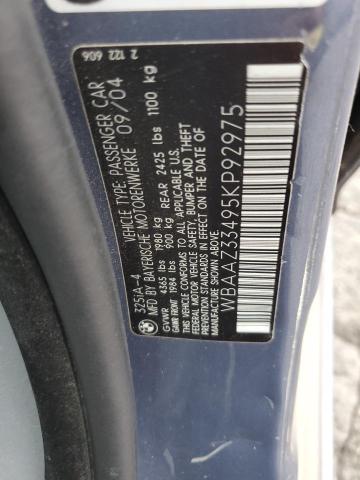 325IA-4
VEHICLE TYPE: PASSENGER CAR
MFD BY BAYERISCHE MOTORENWERKE 09/04
GVWR 4365 lbs 1980 kg
GAWR FRONT 1984 lbs 900 kg REAR 2425 lbs 1100 kg
THIS VEHICLE CONFORMS TO ALL APPLICABLE U.S.
FEDERAL MOTOR VEHICLE SAFETY, BUMPER AND THEFT
PREVENTION STANDARDS IN EFFECT ON THE DATE OF
MANUFACTURE SHOWN ABOVE.
WBAAZ33495KP92975
2 122 606